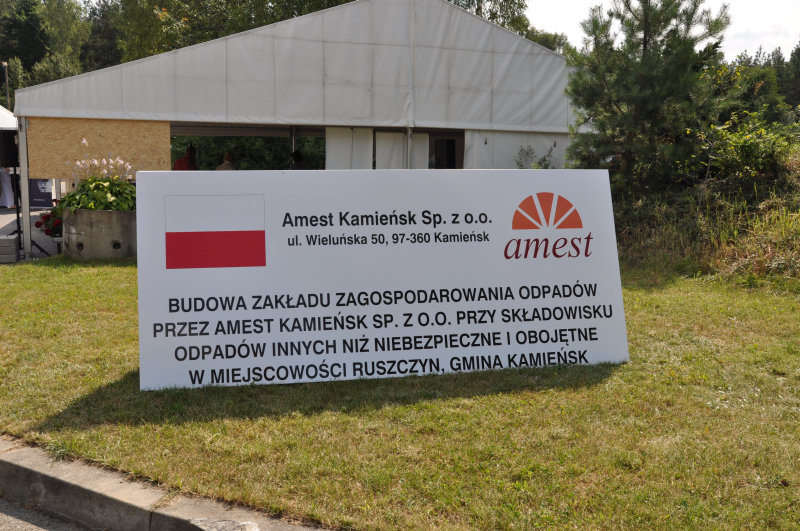 Amest Kamieńsk Sp. z o.o.
ul. Wieluńska 50, 97-360 Kamieńsk
amest
BUDOWA ZAKŁADU ZAGOSPODAROWANIA ODPADÓW
PRZEZ AMEST KAMIEŃSK SP. Z O.O. PRZY SKŁADOWISKU
ODPADÓW INNYCH NIŻ NIEBEZPIECZNE I OBOJĘTNE
W MIEJSCOWOŚCI RUSZCZYN, GMINA KAMIEŃSK